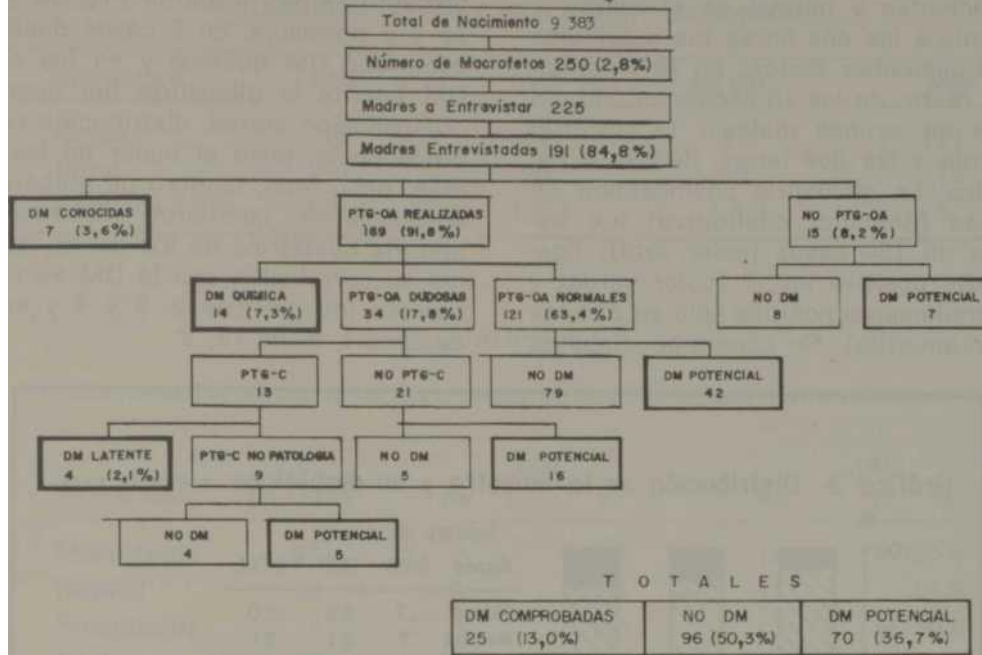 Total de Nacimiento 9.383
Número de Macrofetos 250 (2,8%)
Madres a Entrevistar 225
Madres Entrevistadas 191 (84,8%)
DM CONOCIDAS
7 (3,6%)
PTG-OA REALIZADAS
169 (91,8%)
NO PTG-OA
15 (8,2%)
DM QUIMICA
14 (7,3%)
PTG-OA DUDOSAS
34 (17,8%)
PTG-OA NORMALES
121 (63,4%)
NO DM
8
DM POTENCIAL
7
PTG-C
13
NO PTG-C
21
NO DM
79
DM POTENCIAL
42
DM LATENTE
4 (2,1%)
PTG-C NO PATOLOGIA
9
NO DM
5
DM POTENCIAL
16
NO DM
4
DM POTENCIAL
5
TOTALES
DM COMPROBADAS
25 (13,0%)
NO DM
96 (50,3%)
DM POTENCIAL
70 (36,7%)